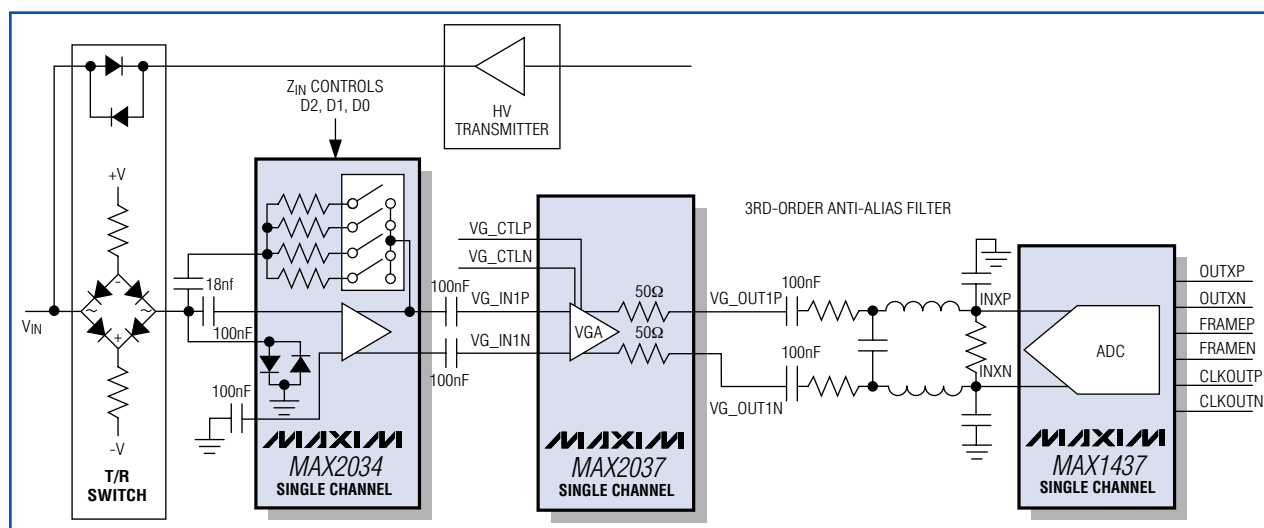 Z_IN CONTROLS
D2, D1, D0
HV
TRANSMITTER
+V
-
~
~
+
-V
V_IN
T/R
SWITCH
18nf
100nF
100nF
MAXIM
MAX2034
SINGLE CHANNEL
100nF
100nF
VG_CTLP
VG_CTLN
VG_IN1P
VG_IN1N
VGA
50Ω
50Ω
MAXIM
MAX2037
SINGLE CHANNEL
3RD-ORDER ANTI-ALIAS FILTER
VG_OUT1P
VG_OUT1N
100nF
100nF
INXP
INXN
ADC
MAXIM
MAX1437
SINGLE CHANNEL
OUTXP
OUTXN
FRAMEP
FRAMEN
CLKOUTP
CLKOUTN